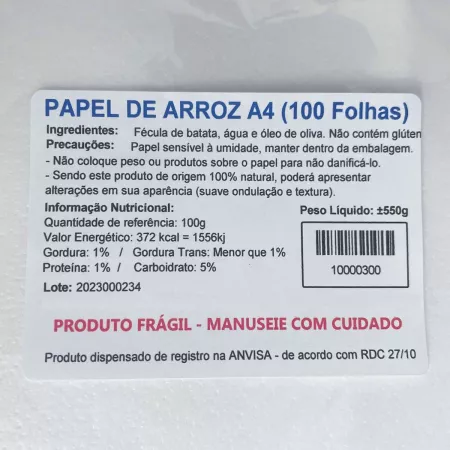 PAPEL DE ARROZ A4 (100 Folhas)
Ingredientes: Fécula de batata, água e óleo de oliva. Não contém glúten
Precauções: Papel sensível à umidade, manter dentro da embalagem.
- Não coloque peso ou produtos sobre o papel para não danificá-lo.
- Sendo este produto de origem 100% natural, poderá apresentar
alterações em sua aparência (suave ondulação e textura).
Informação Nutricional:
Quantidade de referência: 100g
Valor Energético: 372 kcal = 1556kj
Gordura: 1% / Gordura Trans: Menor que 1%
Proteína: 1% / Carboidrato: 5%
Lote: 2023000234
Peso Líquido: ±550g
10000300
PRODUTO FRÁGIL - MANUSEIE COM CUIDADO
Produto dispensado de registro na ANVISA - de acordo com RDC 27/10